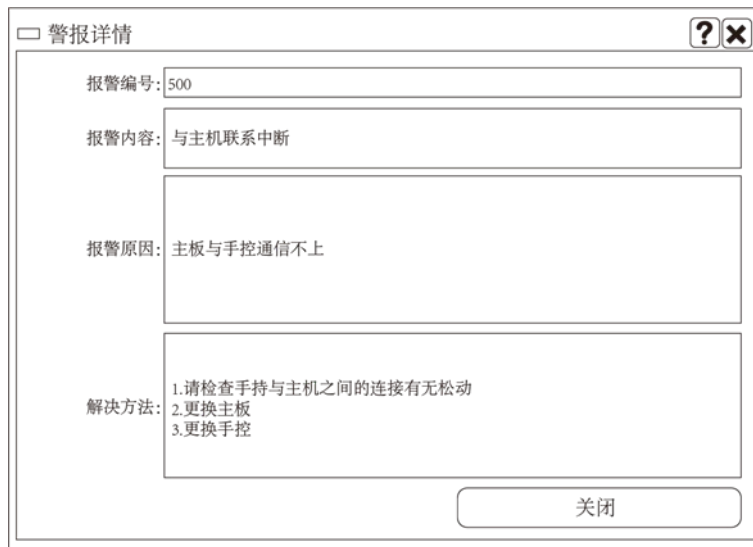 警报详情
?
报警编号: 500
报警内容: 与主机联系中断
报警原因: 主板与手控通信不上
解决方法: 1.请检查手持与主机之间的连接有无松动
2.更换主板
3.更换手控
关闭